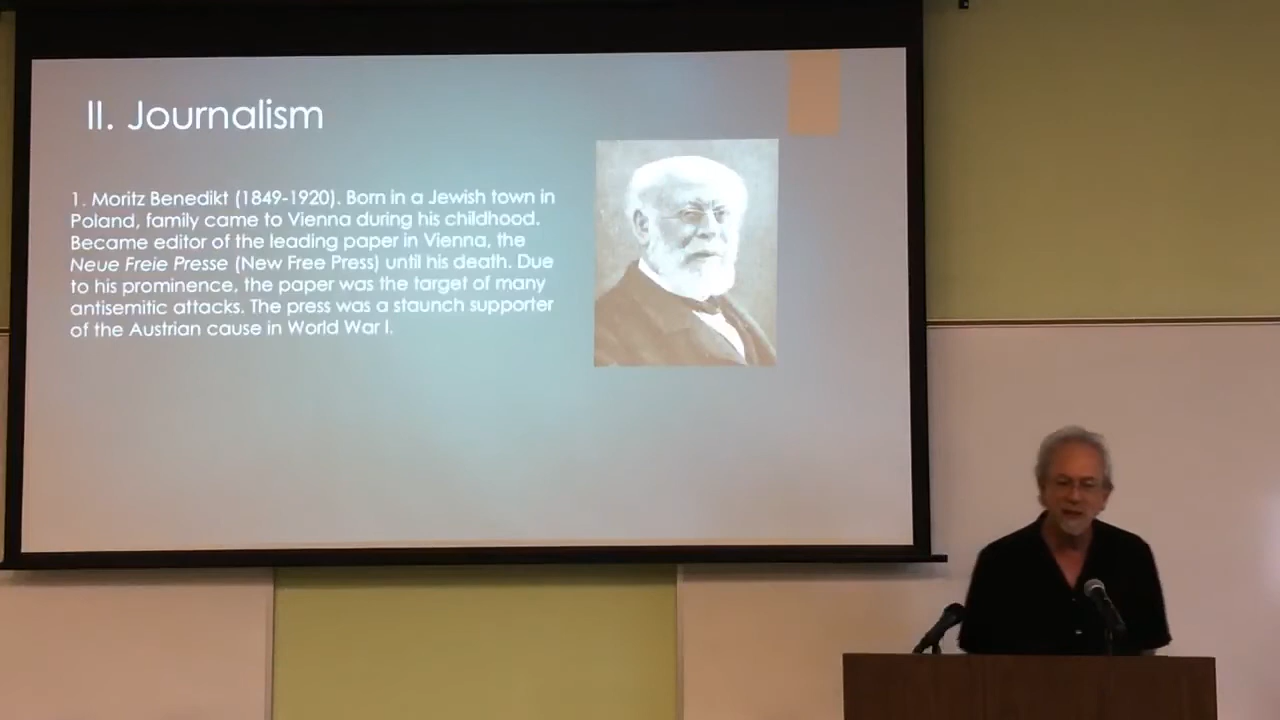 II. Journalism
1. Moritz Benedikt (1849-1920). Born in a Jewish town in
Poland, family came to Vienna during his childhood.
Became editor of the leading paper in Vienna, the
Neue Freie Presse (New Free Press) until his death. Due
to his prominence, the paper was the target of many
antisemitic attacks. The press was a staunch supporter
of the Austrian cause in World War I.